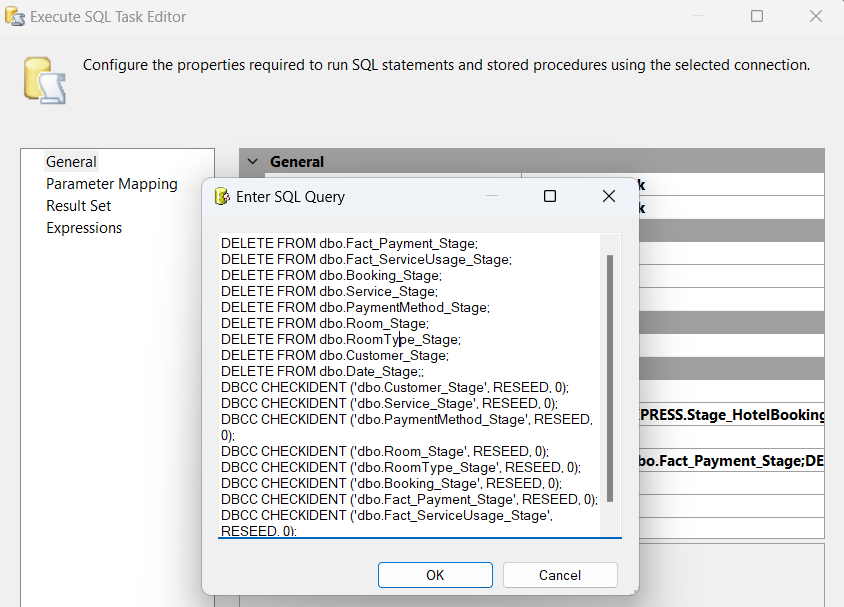 Execute SQL Task Editor
Configure the properties required to run SQL statements and stored procedures using the selected connection.
General
Parameter Mapping
Result Set
Expressions
General
k
k
PRESS.Stage_HotelBooking
bo.Fact_Payment_Stage;DE
Enter SQL Query
DELETE FROM dbo.Fact_Payment_Stage;
DELETE FROM dbo.Fact_ServiceUsage_Stage;
DELETE FROM dbo.Booking_Stage;
DELETE FROM dbo.Service_Stage;
DELETE FROM dbo.PaymentMethod_Stage;
DELETE FROM dbo.Room_Stage;
DELETE FROM dbo.RoomType_Stage;
DELETE FROM dbo.Customer_Stage;
DELETE FROM dbo.Date_Stage;;
DBCC CHECKIDENT ('dbo.Customer_Stage', RESEED, 0);
DBCC CHECKIDENT ('dbo.Service_Stage', RESEED, 0);
DBCC CHECKIDENT ('dbo.PaymentMethod_Stage', RESEED,
0);
DBCC CHECKIDENT ('dbo.Room_Stage', RESEED, 0);
DBCC CHECKIDENT ('dbo.RoomType_Stage', RESEED, 0);
DBCC CHECKIDENT ('dbo.Booking_Stage', RESEED, 0);
DBCC CHECKIDENT ('dbo.Fact_Payment_Stage', RESEED, 0);
DBCC CHECKIDENT ('dbo.Fact_ServiceUsage_Stage',
RESEED, 0);
OK
Cancel